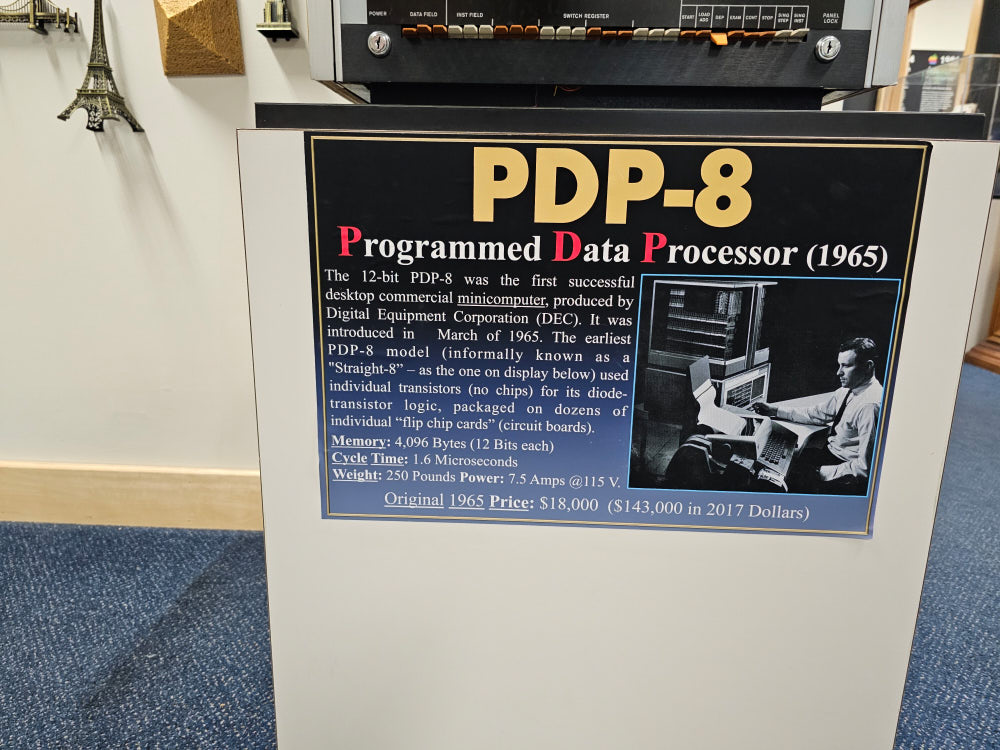 POWER DATA FIELD INST FIELD SWITCH REGISTER START LOAD ADD DEP EXAM CONT STOP SING STEP SING INST PANEL LOCK
PDP-8
Programmed Data Processor (1965)
The 12-bit PDP-8 was the first successful
desktop commercial minicomputer, produced by
Digital Equipment Corporation (DEC). It was
introduced in March of 1965. The earliest
PDP-8 model (informally known as a
"Straight-8” – as the one on display below) used
individual transistors (no chips) for its diode-
transistor logic, packaged on dozens of
individual “flip chip cards” (circuit boards).
Memory: 4,096 Bytes (12 Bits each)
Cycle Time: 1.6 Microseconds
Weight: 250 Pounds Power: 7.5 Amps @115 V.
Original 1965 Price: $18,000 ($143,000 in 2017 Dollars)